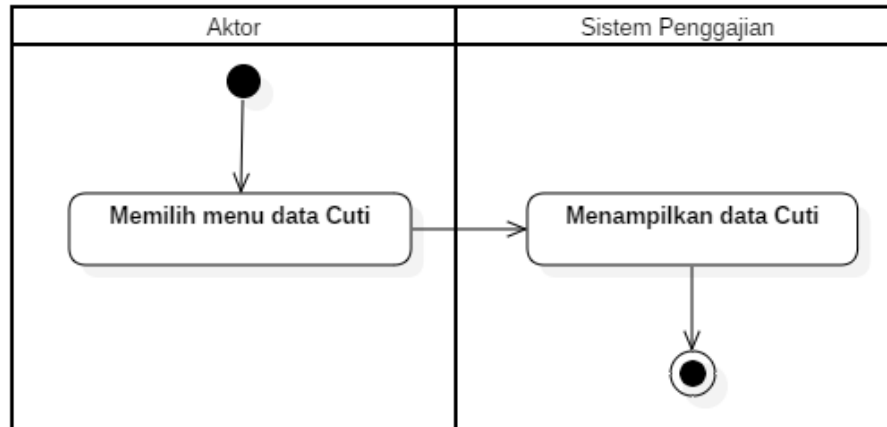 Aktor
Sistem Penggajian
Memilih menu data Cuti
Menampilkan data Cuti